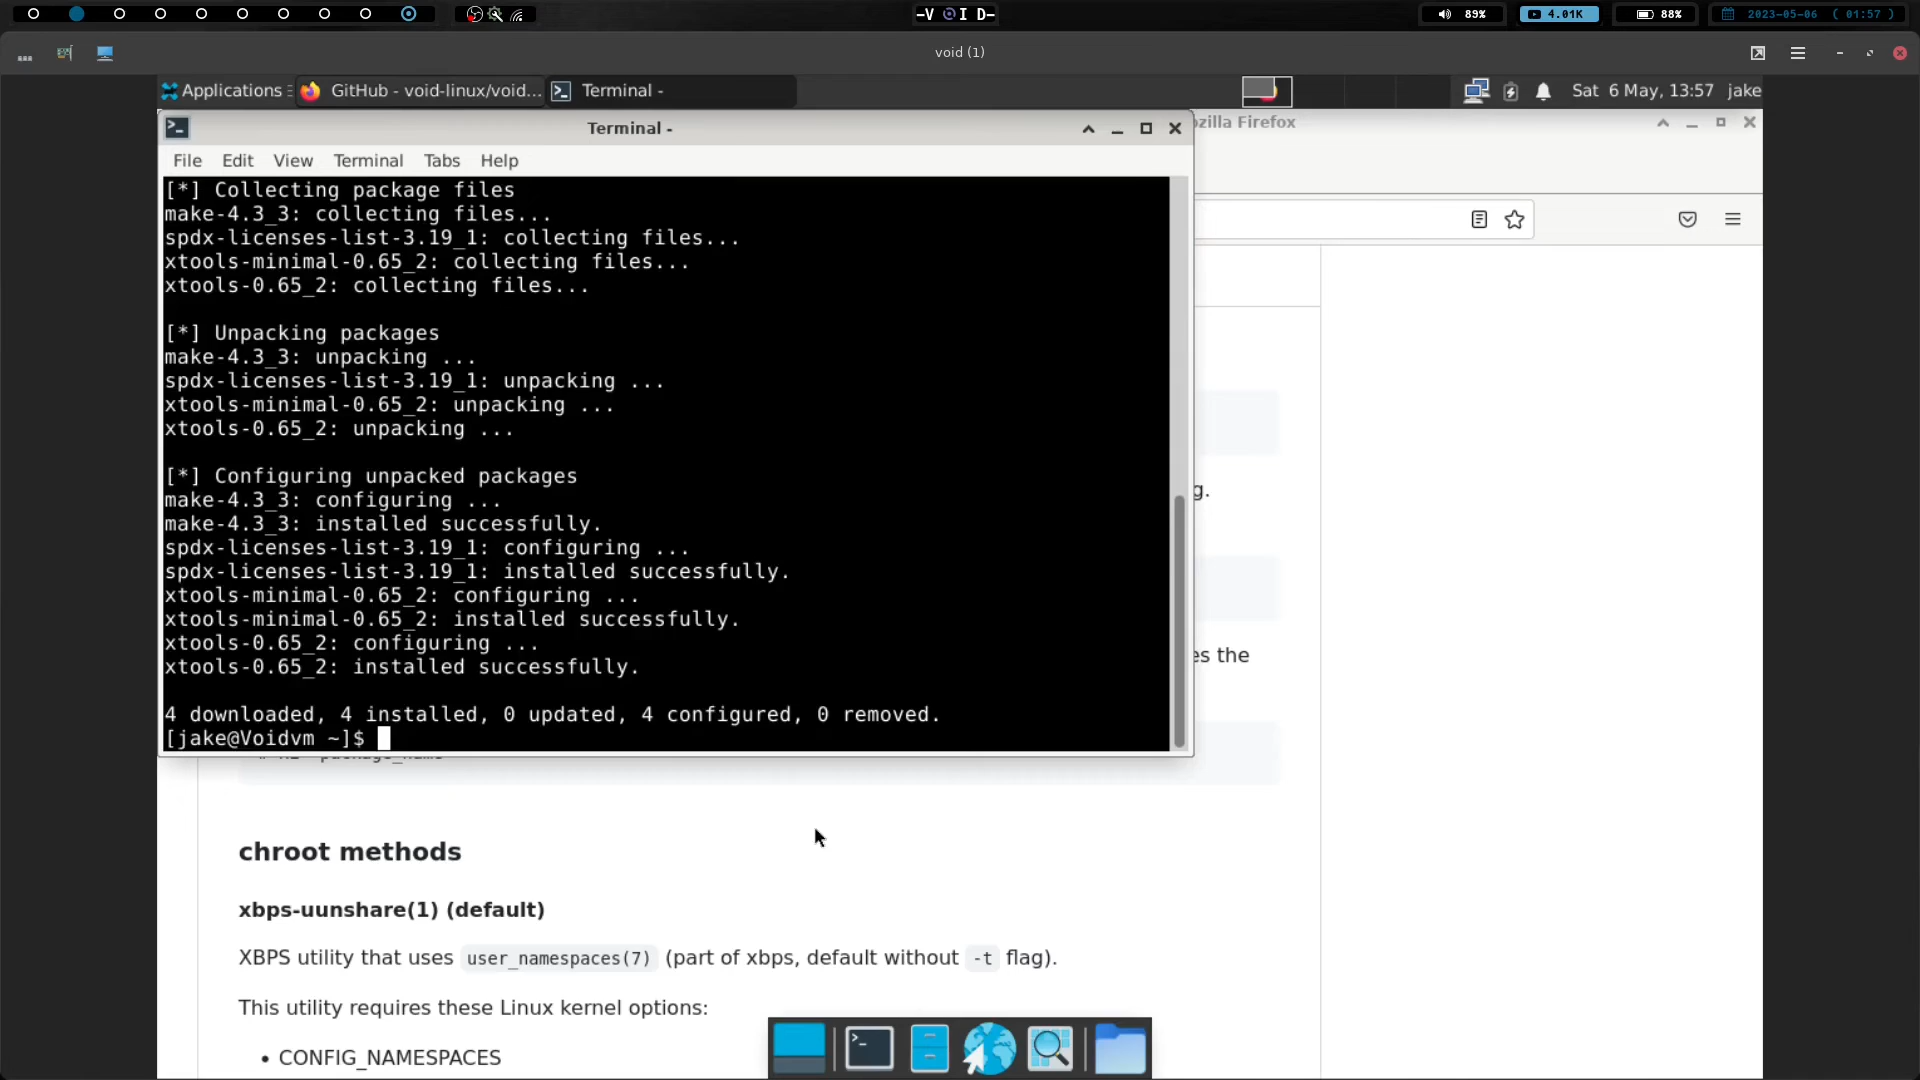 -V I D-
89%
4.01K
88%
2023-05-06 ( 01:57 )
void (1)
Applications
GitHub - void-linux/void...
Terminal -
Sat 6 May, 13:57
jake
Terminal -
ozilla Firefox
File Edit View Terminal Tabs Help
[*] Collecting package files
make-4.3_3: collecting files...
spdx-licenses-list-3.19_1: collecting files...
xtools-minimal-0.65_2: collecting files...
xtools-0.65_2: collecting files...
[*] Unpacking packages
make-4.3_3: unpacking ...
spdx-licenses-list-3.19_1: unpacking ...
xtools-minimal-0.65_2: unpacking ...
xtools-0.65_2: unpacking ...
[*] Configuring unpacked packages
make-4.3_3: configuring ...
make-4.3_3: installed successfully.
spdx-licenses-list-3.19_1: configuring ...
spdx-licenses-list-3.19_1: installed successfully.
xtools-minimal-0.65_2: configuring ...
xtools-minimal-0.65_2: installed successfully.
xtools-0.65_2: configuring ...
xtools-0.65_2: installed successfully.
4 downloaded, 4 installed, 0 updated, 4 configured, 0 removed.
[jake@Voidvm ~]$
g.
es the
chroot methods
xbps-uunshare(1) (default)
XBPS utility that uses user_namespaces(7) (part of xbps, default without -t flag).
This utility requires these Linux kernel options:
• CONFIG_NAMESPACES